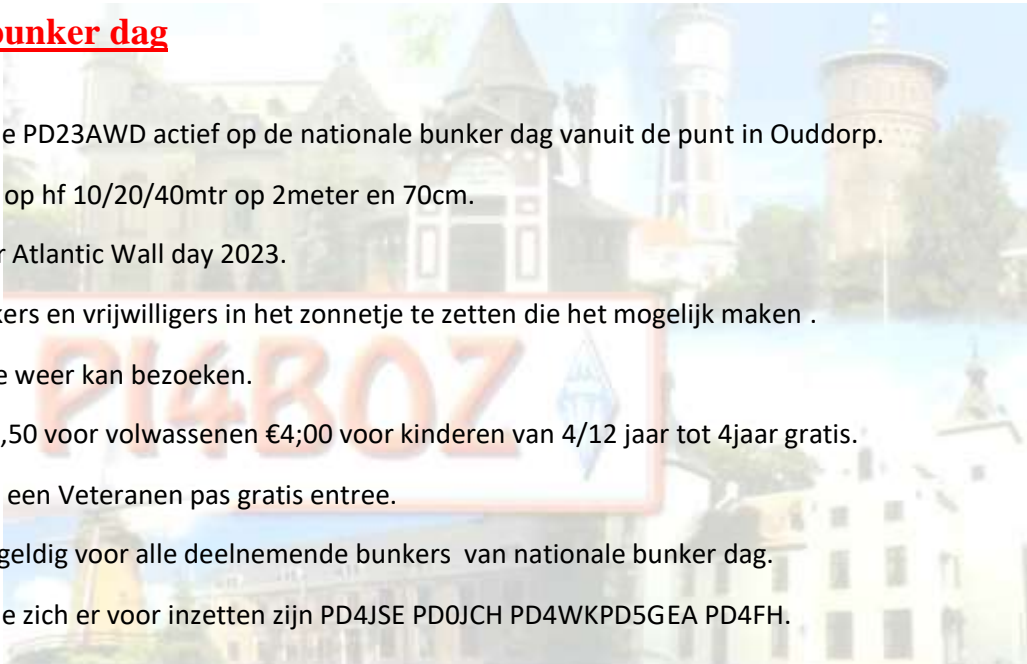 bunker dag
e PD23AWD actief op de nationale bunker dag vanuit de punt in Ouddorp.
op hf 10/20/40mtr op 2meter en 70cm.
r Atlantic Wall day 2023.
kers en vrijwilligers in het zonnetje te zetten die het mogelijk maken .
e weer kan bezoeken.
,50 voor volwassenen €4;00 voor kinderen van 4/12 jaar tot 4jaar gratis.
PI4BOZ
een Veteranen pas gratis entree.
geldig voor alle deelnemende bunkers van nationale bunker dag.
e zich er voor inzetten zijn PD4JSE PD0JCH PD4WKPD5GEA PD4FH.